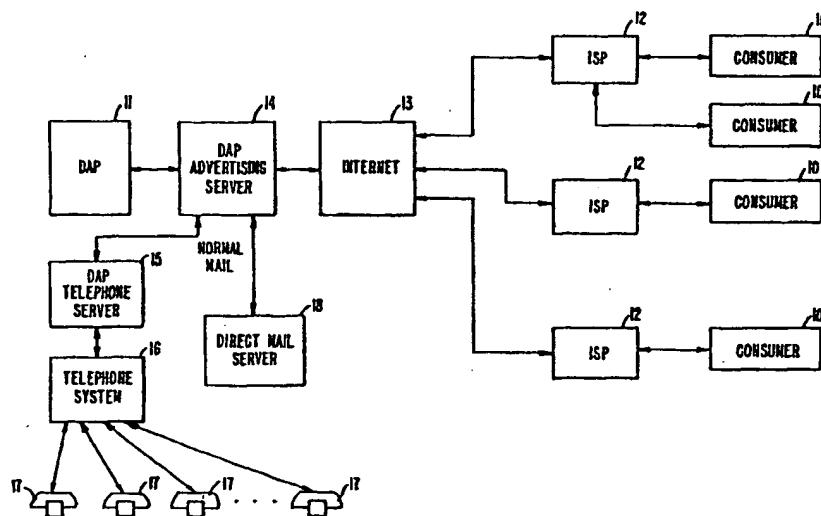 12
ISP
10
CONSUMER
10
CONSUMER
11
DAP
14
DAP
ADVERTISING
SERVER
13
INTERNET
12
ISP
10
CONSUMER
NORMAL
MAIL
15
DAP
TELEPHONE
SERVER
18
DIRECT MAIL
SERVER
12
ISP
10
CONSUMER
16
TELEPHONE
SYSTEM
17
17
17
. . .
17